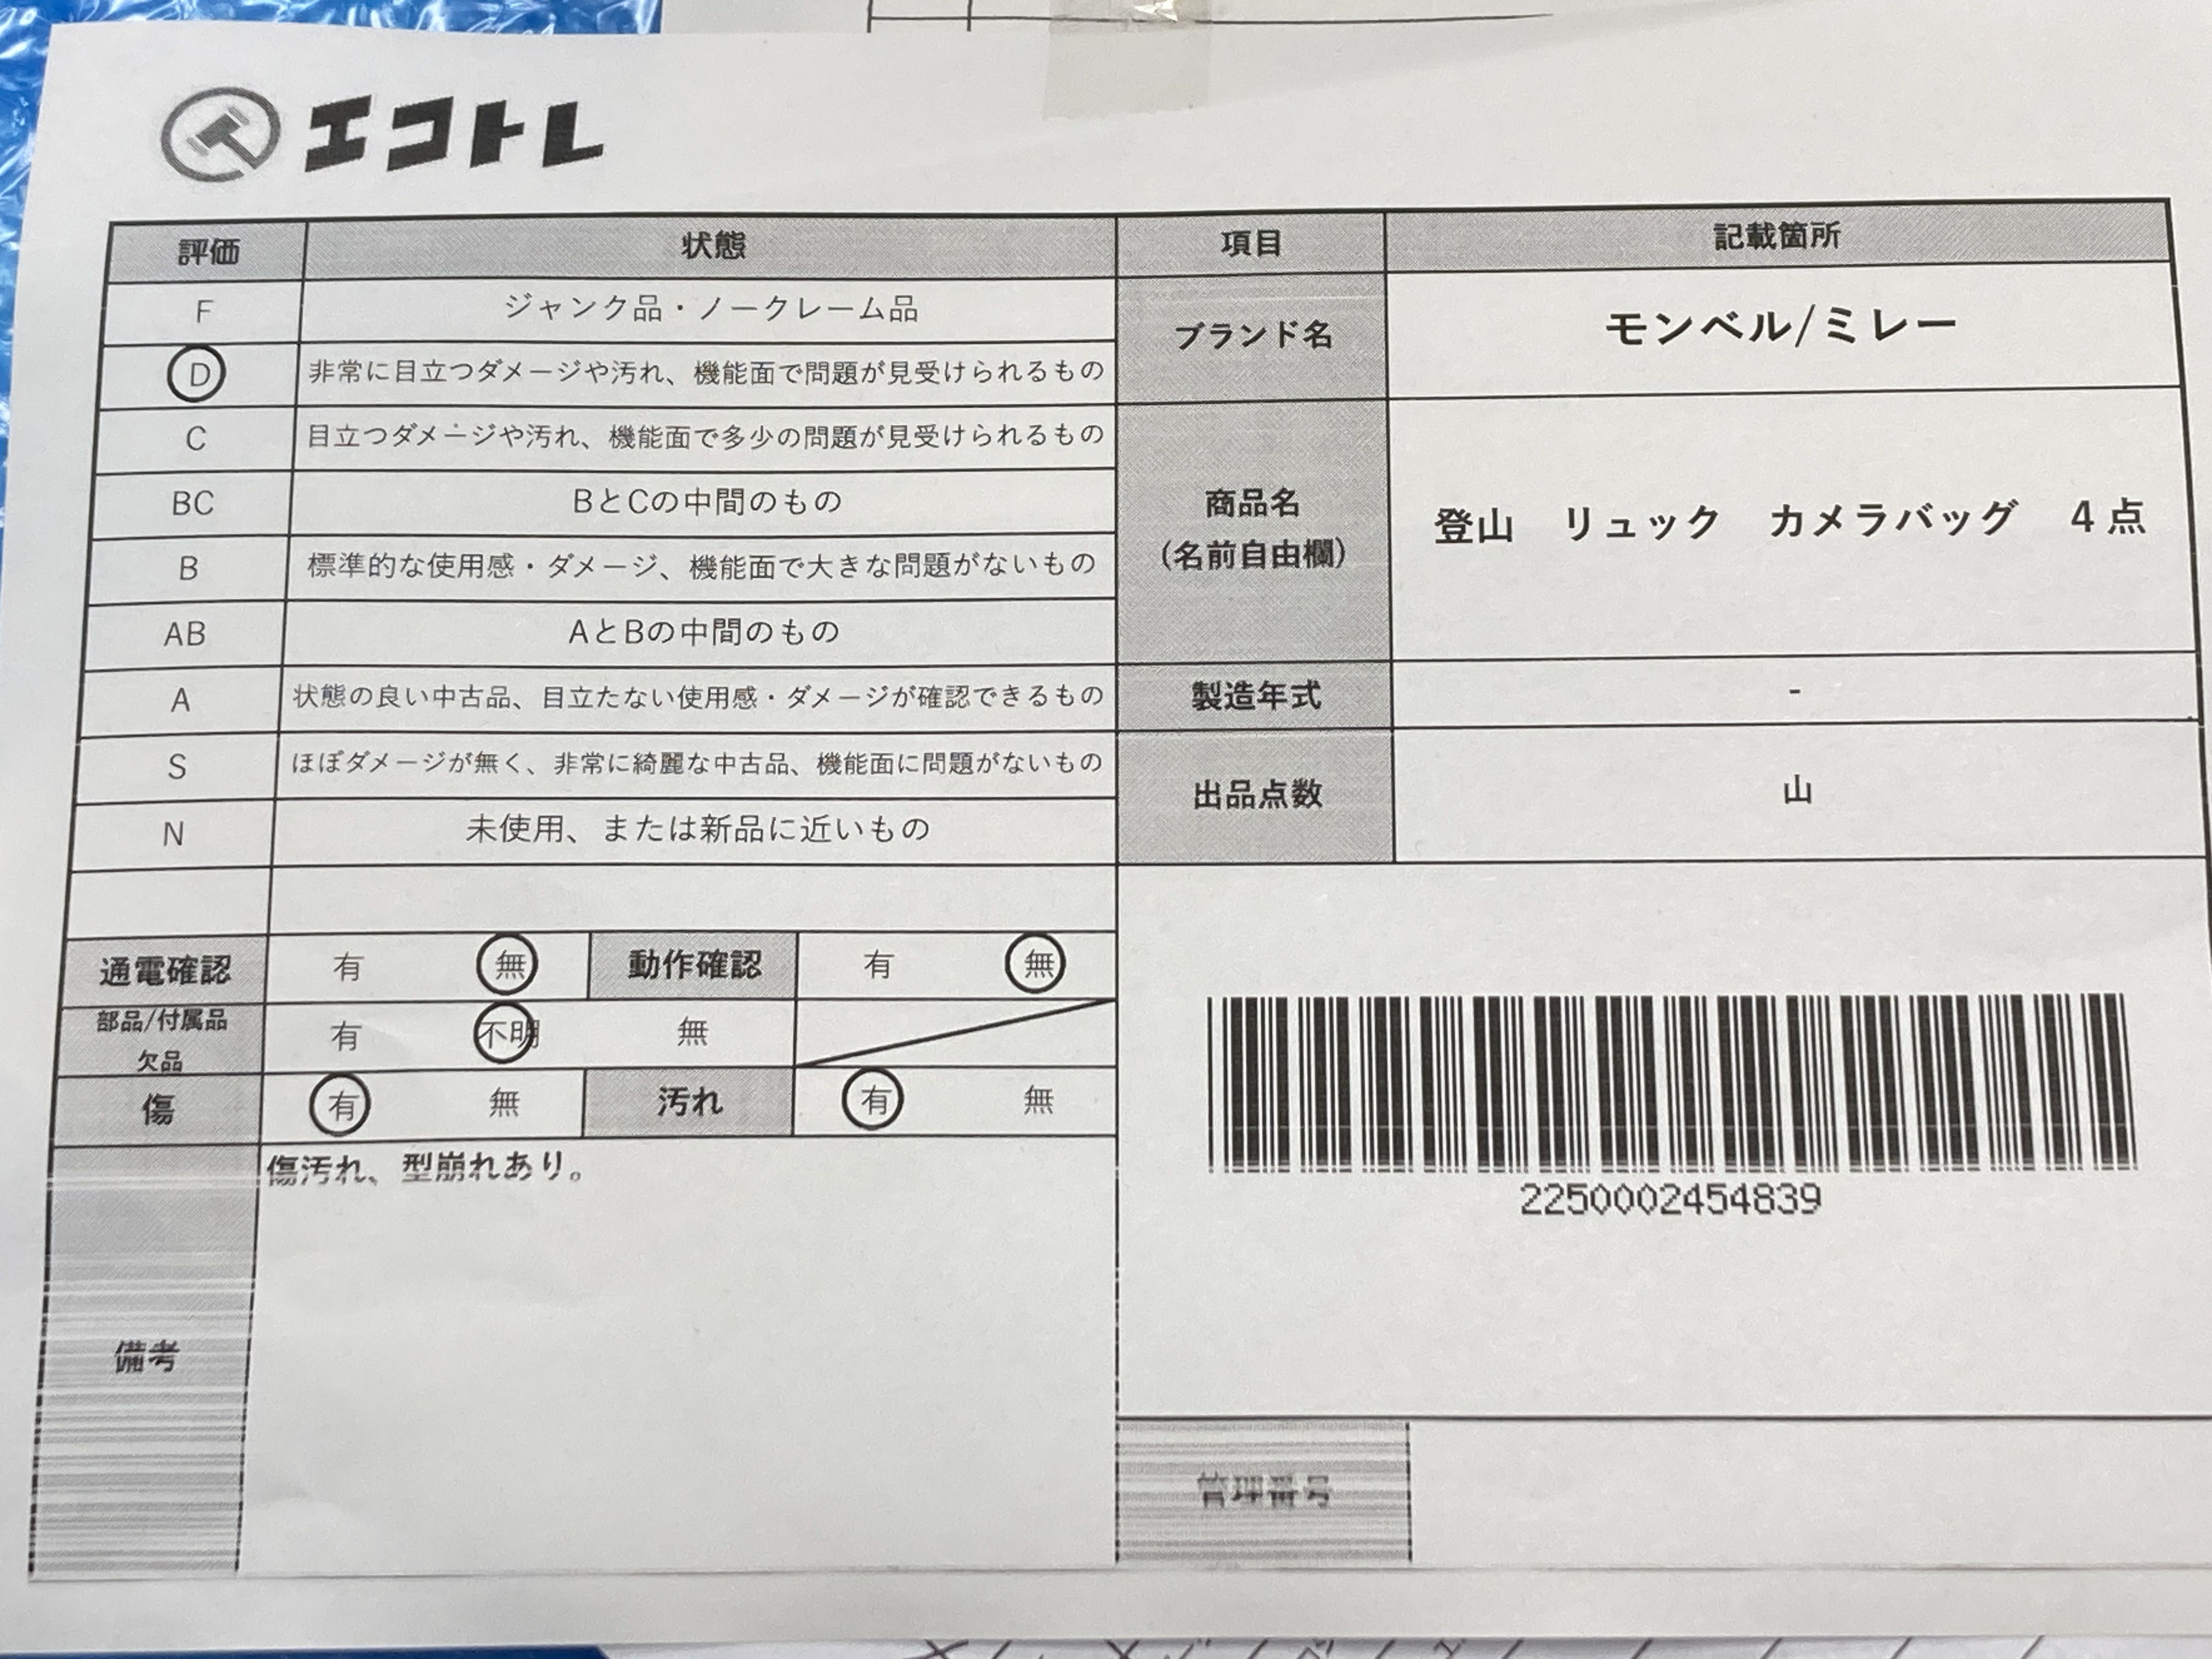 エコトレ
評価 状態 項目 記載箇所
F ジャンク品・ノークレーム品
ブランド名 モンベル/ミレー
D 非常に目立つダメージや汚れ、機能面で問題が見受けられるもの
C 目立つダメージや汚れ、機能面で多少の問題が見受けられるもの
BC BとCの中間のもの
商品名
(名前自由欄)
登山 リュック カメラバッグ 4点
B 標準的な使用感・ダメージ、機能面で大きな問題がないもの
AB AとBの中間のもの
A 状態の良い中古品、目立たない使用感・ダメージが確認できるもの
製造年式 -
S ほぼダメージが無く、非常に綺麗な中古品、機能面に問題がないもの
出品点数 山
N 未使用、または新品に近いもの
通電確認 有 無 動作確認 有 無
部品/付属品
欠品
有 不明 無
傷 有 無 汚れ 有 無
備考
傷汚れ、型崩れあり。
2250002454839
管理番号